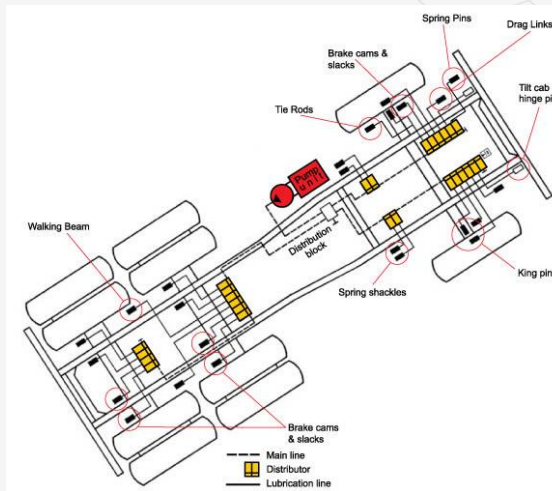 Spring Pins
Drag Links
Brake cams &
slacks
Tilt cab
hinge pi
Tie Rods
Pump
unit
Walking Beam
Distribution
block
King pin
Spring shackles
Brake cams
& slacks
Main line
Distributor
Lubrication line